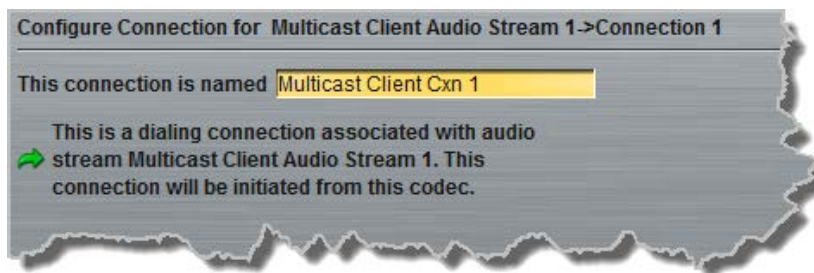 Configure Connection for Multicast Client Audio Stream 1->Connection 1
This connection is named Multicast Client Cxn 1
This is a dialing connection associated with audio
stream Multicast Client Audio Stream 1. This
connection will be initiated from this codec.